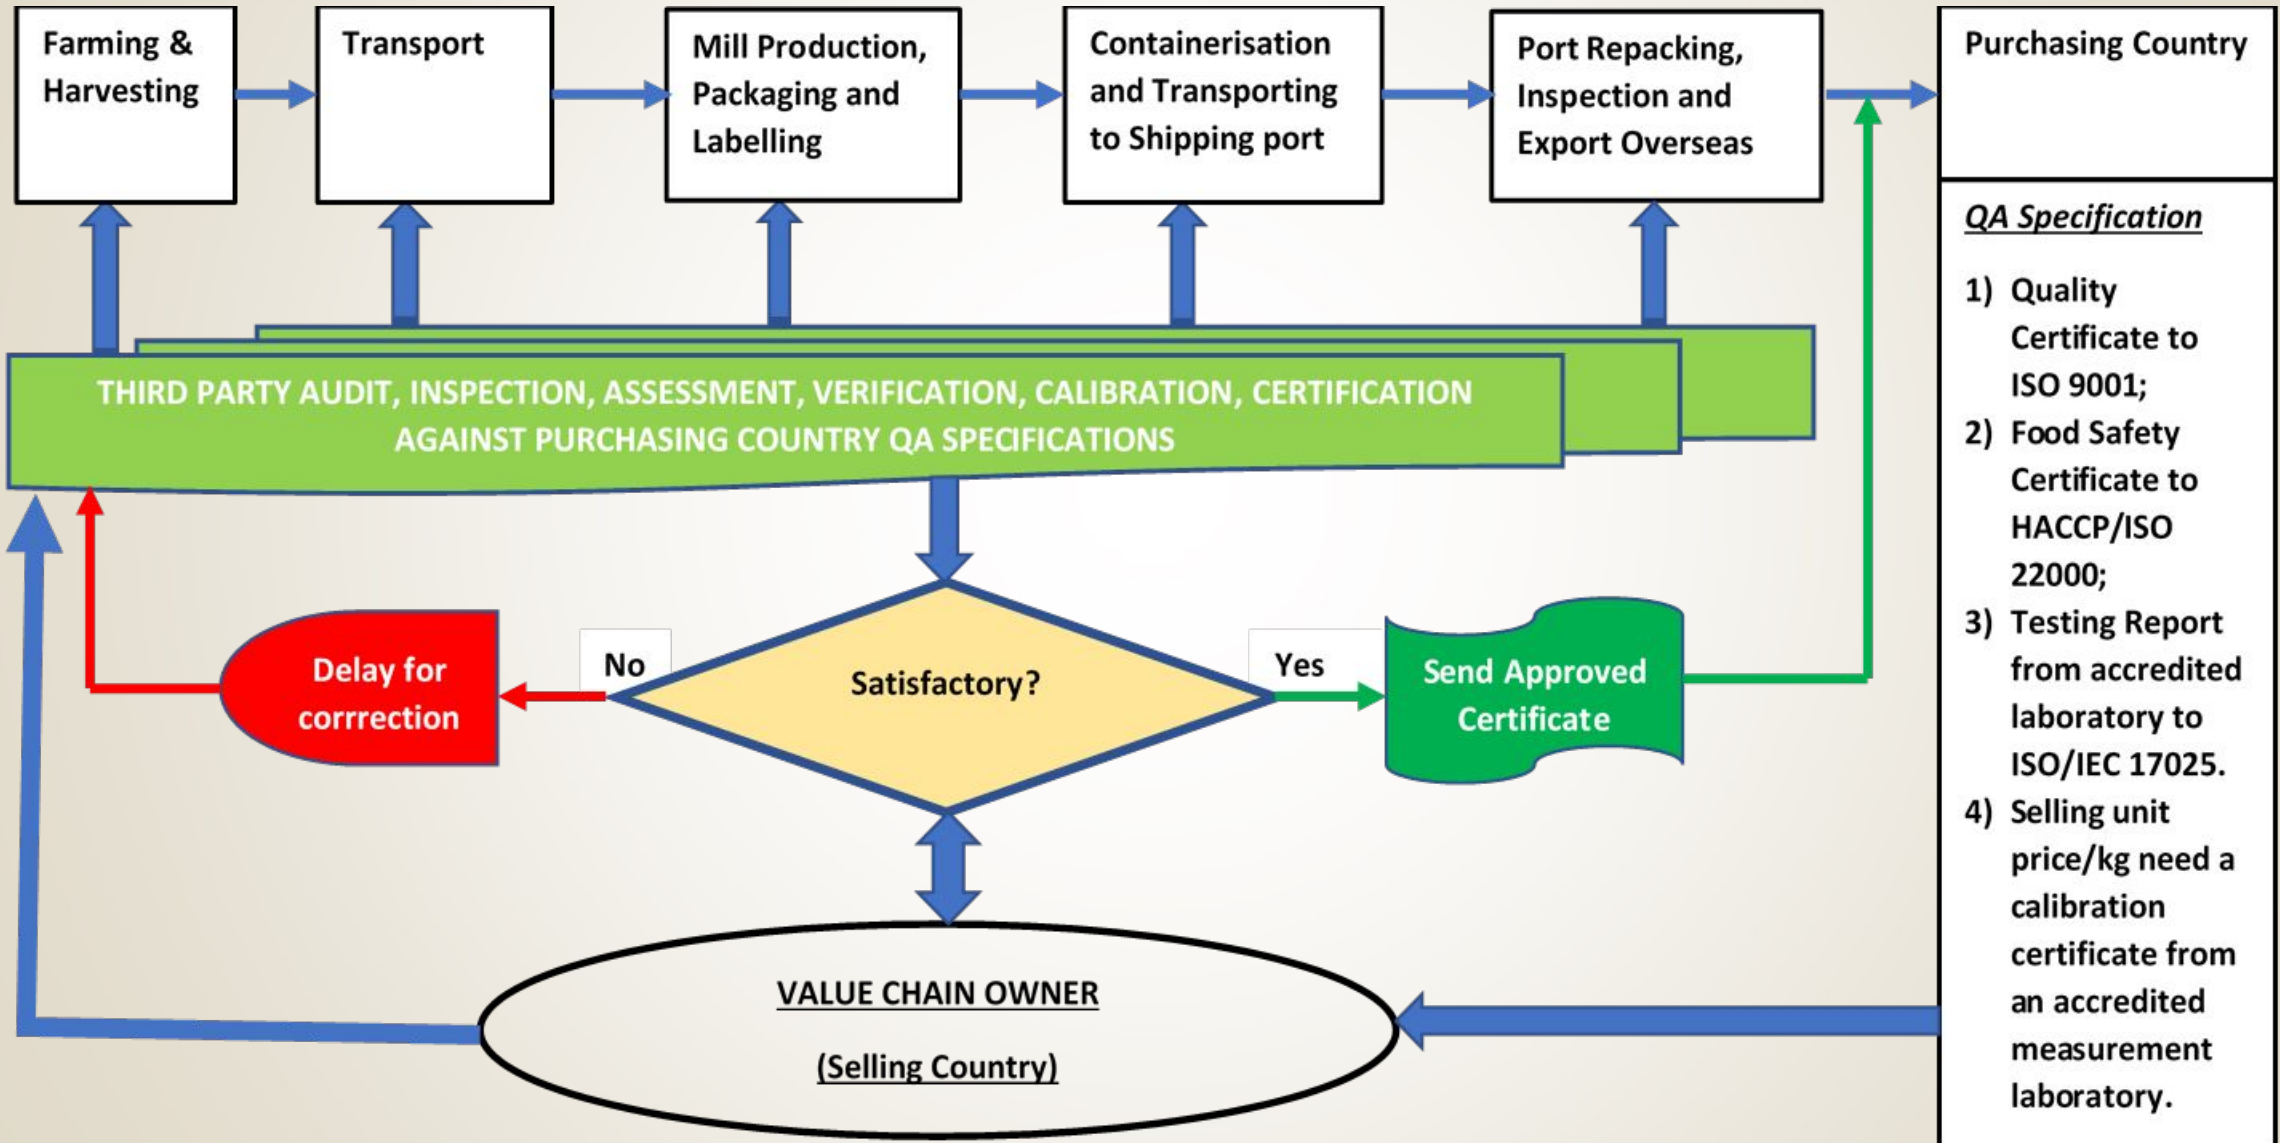 Farming &
Harvesting
Transport
Mill Production,
Packaging and
Labelling
Containerisation
and Transporting
to Shipping port
Port Repacking,
Inspection and
Export Overseas
Purchasing Country
QA Specification
1) Quality
Certificate to
ISO 9001;
2) Food Safety
Certificate to
HACCP/ISO
22000;
3) Testing Report
from accredited
laboratory to
ISO/IEC 17025.
4) Selling unit
price/kg need a
calibration
certificate from
an accredited
measurement
laboratory.
THIRD PARTY AUDIT, INSPECTION, ASSESSMENT, VERIFICATION, CALIBRATION, CERTIFICATION
AGAINST PURCHASING COUNTRY QA SPECIFICATIONS
Delay for
corrrection
No
Satisfactory?
Yes
Send Approved
Certificate
VALUE CHAIN OWNER
(Selling Country)